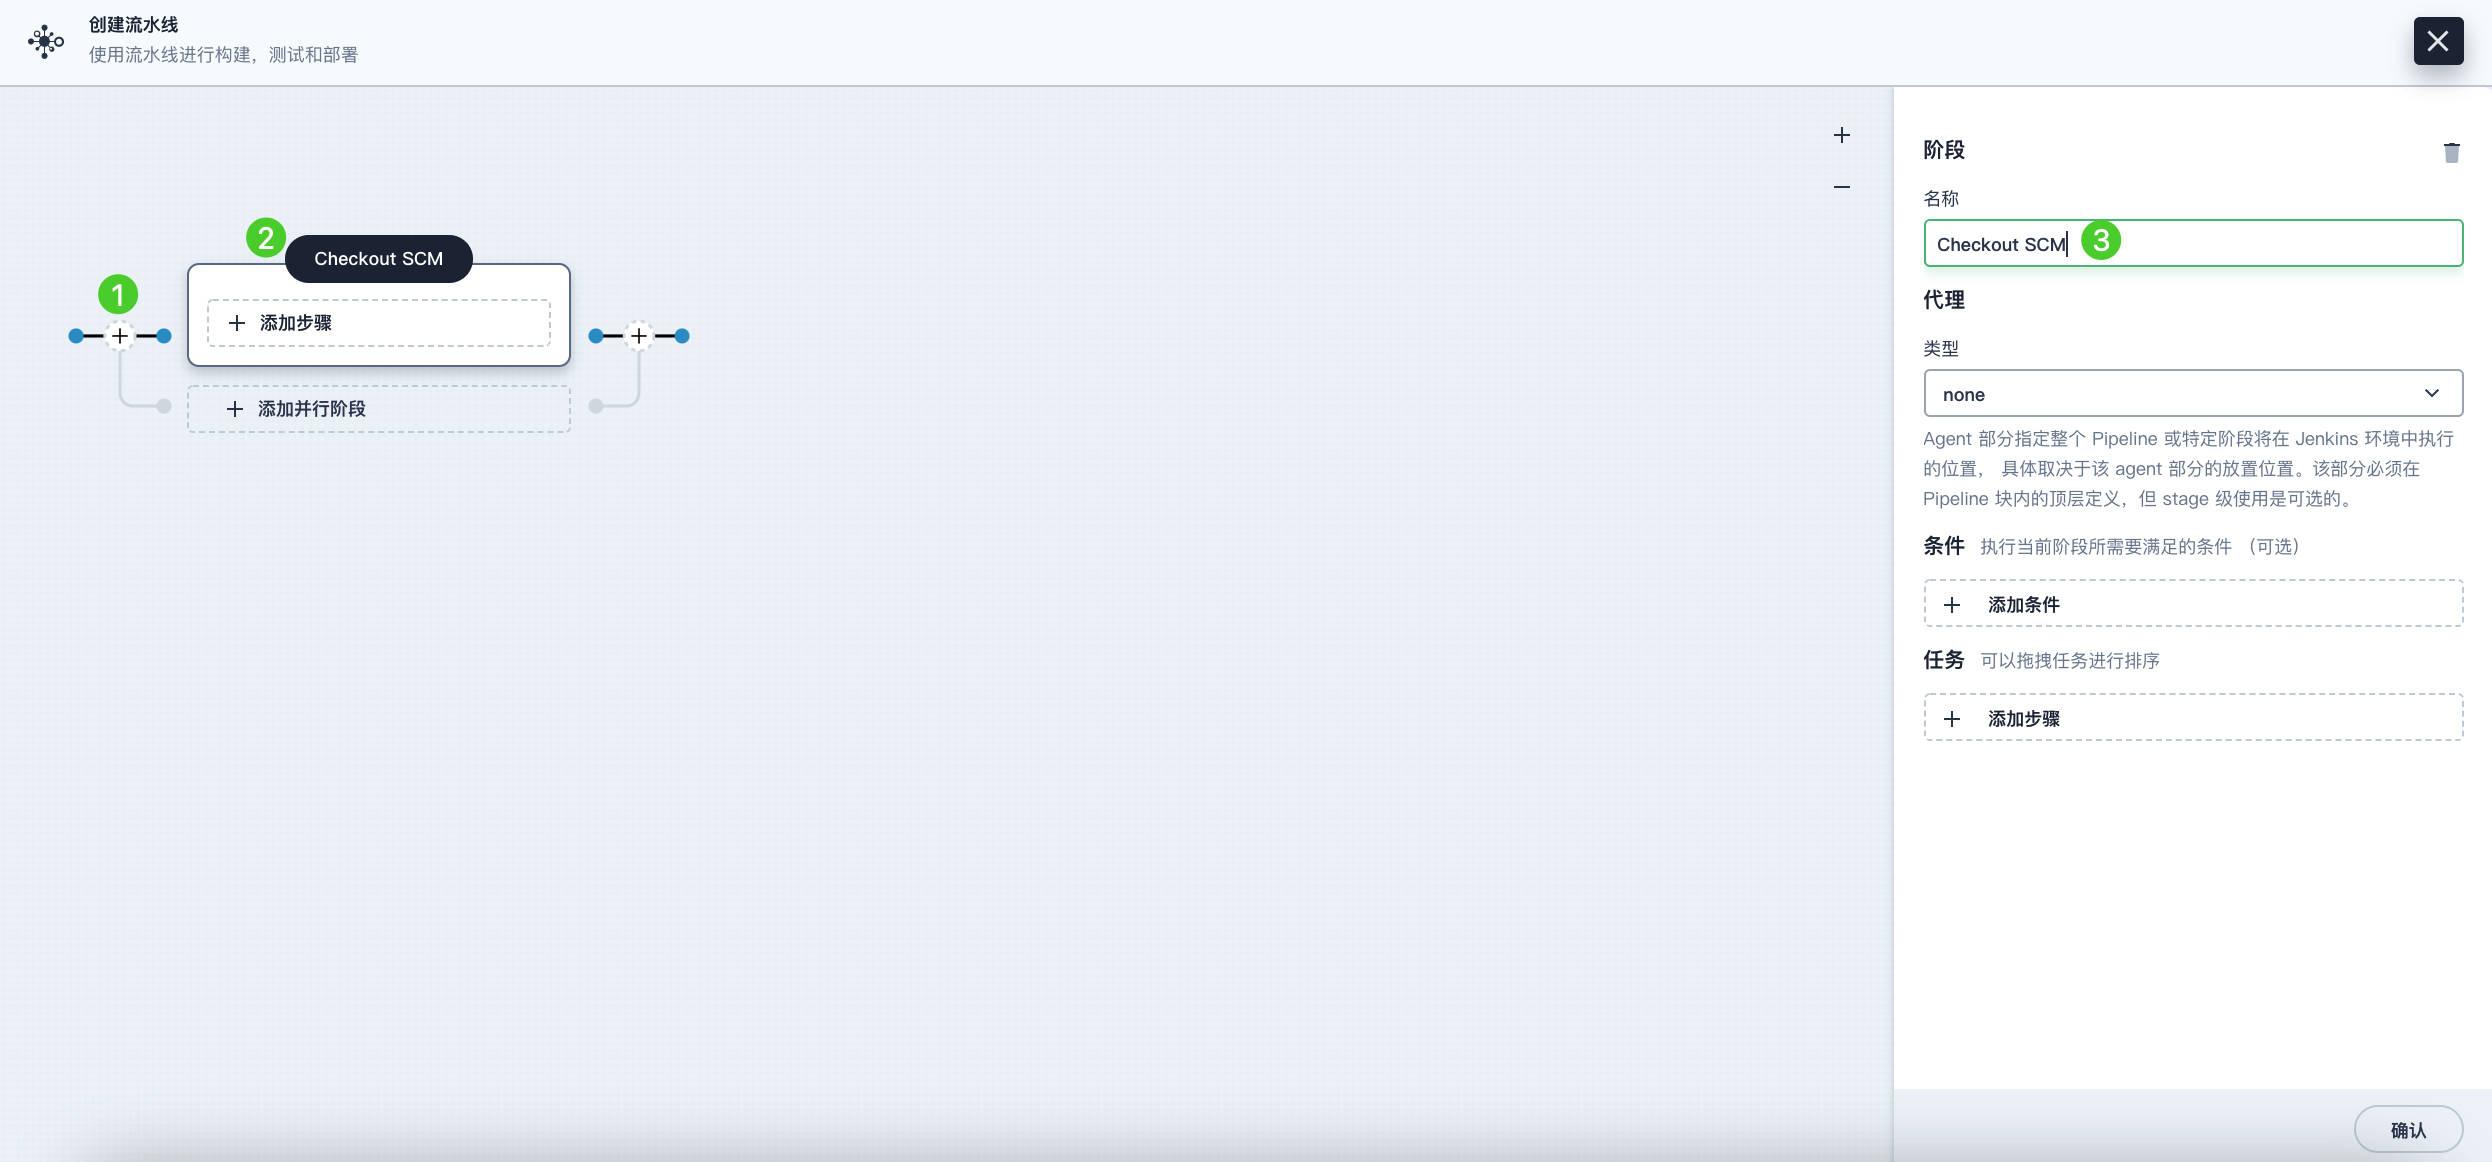 创建流水线
使用流水线进行构建，测试和部署
2
Checkout SCM
1
添加步骤
添加并行阶段
阶段
名称
Checkout SCM 3
代理
类型
none
Agent 部分指定整个 Pipeline 或特定阶段将在 Jenkins 环境中执行
的位置， 具体取决于该 agent 部分的放置位置。该部分必须在
Pipeline 块内的顶层定义，但 stage 级使用是可选的。
条件 执行当前阶段所需要满足的条件 （可选）
添加条件
任务 可以拖拽任务进行排序
添加步骤
确认